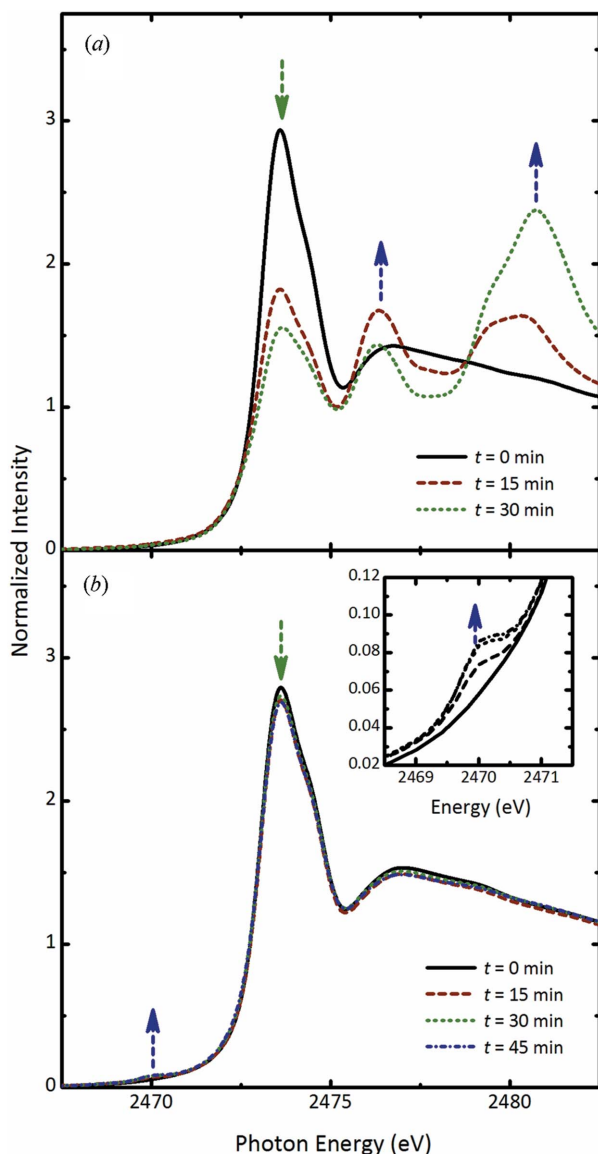 (a)
3
2
1
0
t = 0 min
t = 15 min
t = 30 min
Normalized Intensity
(b)
3
2
1
0
0.12
0.10
0.08
0.06
0.04
0.02
2469 2470 2471
Energy (eV)
t = 0 min
t = 15 min
t = 30 min
t = 45 min
2470 2475 2480
Photon Energy (eV)